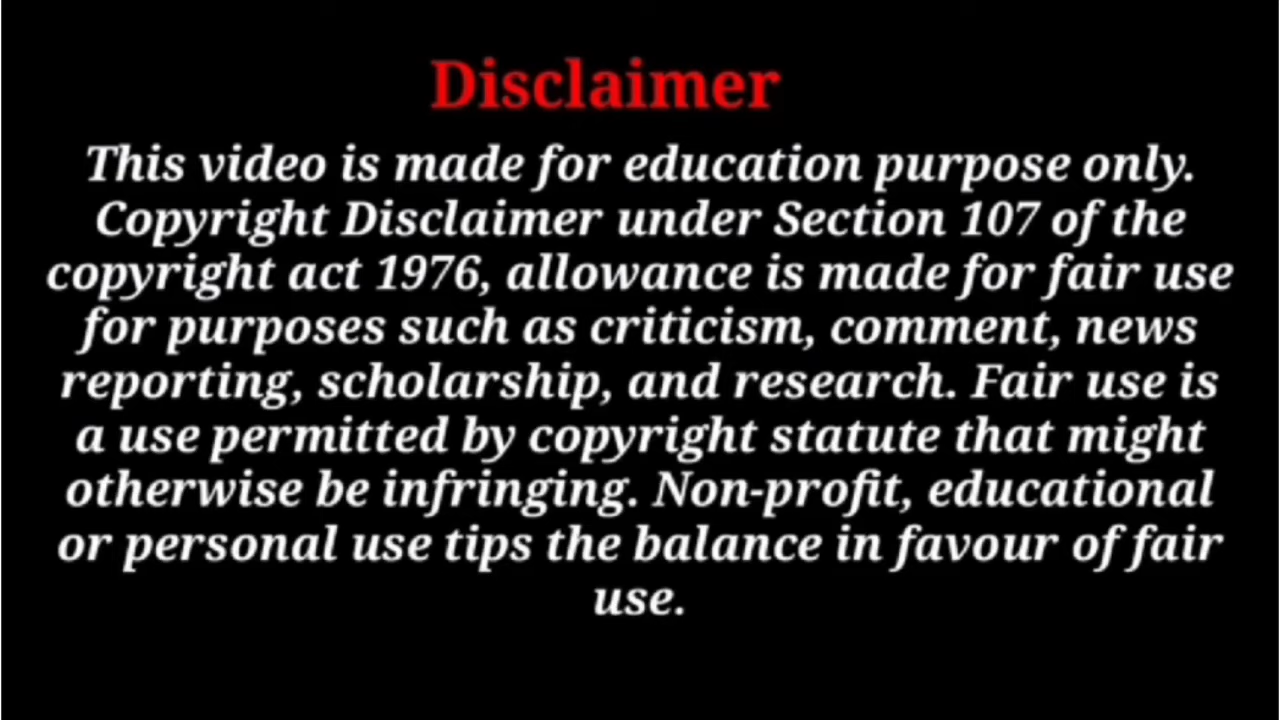 Disclaimer
This video is made for education purpose only.
Copyright Disclaimer under Section 107 of the
copyright act 1976, allowance is made for fair use
for purposes such as criticism, comment, news
reporting, scholarship, and research. Fair use is
a use permitted by copyright statute that might
otherwise be infringing. Non-profit, educational
or personal use tips the balance in favour of fair
use.